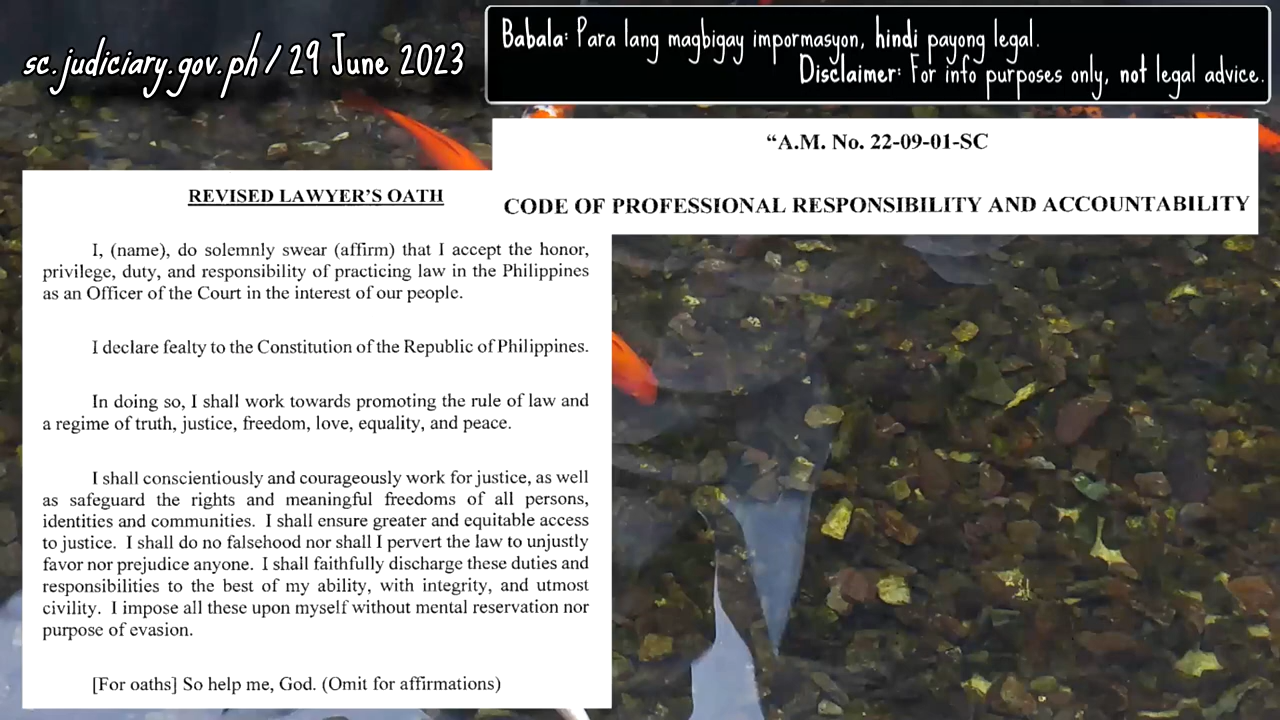 sc.judiciary.gov.ph / 29 June 2023
Babala: Para lang magbigay impormasyon, hindi payong legal.
Disclaimer: For info purposes only, not legal advice.
“A.M. No. 22-09-01-SC
CODE OF PROFESSIONAL RESPONSIBILITY AND ACCOUNTABILITY
REVISED LAWYER’S OATH
I, (name), do solemnly swear (affirm) that I accept the honor,
privilege, duty, and responsibility of practicing law in the Philippines
as an Officer of the Court in the interest of our people.
I declare fealty to the Constitution of the Republic of Philippines.
In doing so, I shall work towards promoting the rule of law and
a regime of truth, justice, freedom, love, equality, and peace.
I shall conscientiously and courageously work for justice, as well
as safeguard the rights and meaningful freedoms of all persons,
identities and communities. I shall ensure greater and equitable access
to justice. I shall do no falsehood nor shall I pervert the law to unjustly
favor nor prejudice anyone. I shall faithfully discharge these duties and
responsibilities to the best of my ability, with integrity, and utmost
civility. I impose all these upon myself without mental reservation nor
purpose of evasion.
[For oaths] So help me, God. (Omit for affirmations)